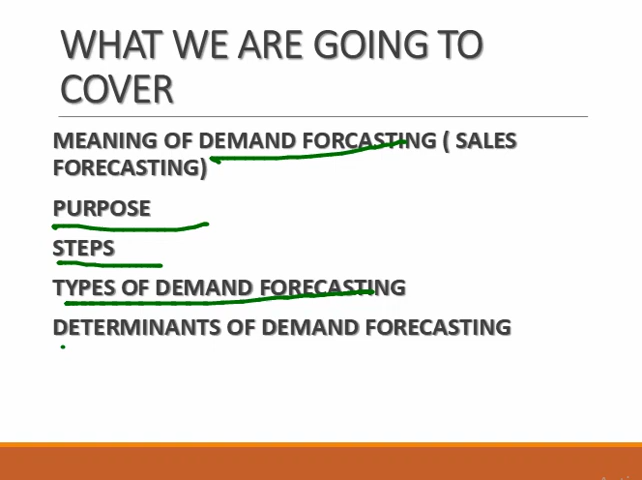 WHAT WE ARE GOING TO
COVER
MEANING OF DEMAND FORCASTING ( SALES
FORECASTING)
PURPOSE
STEPS
TYPES OF DEMAND FORECASTING
DETERMINANTS OF DEMAND FORECASTING